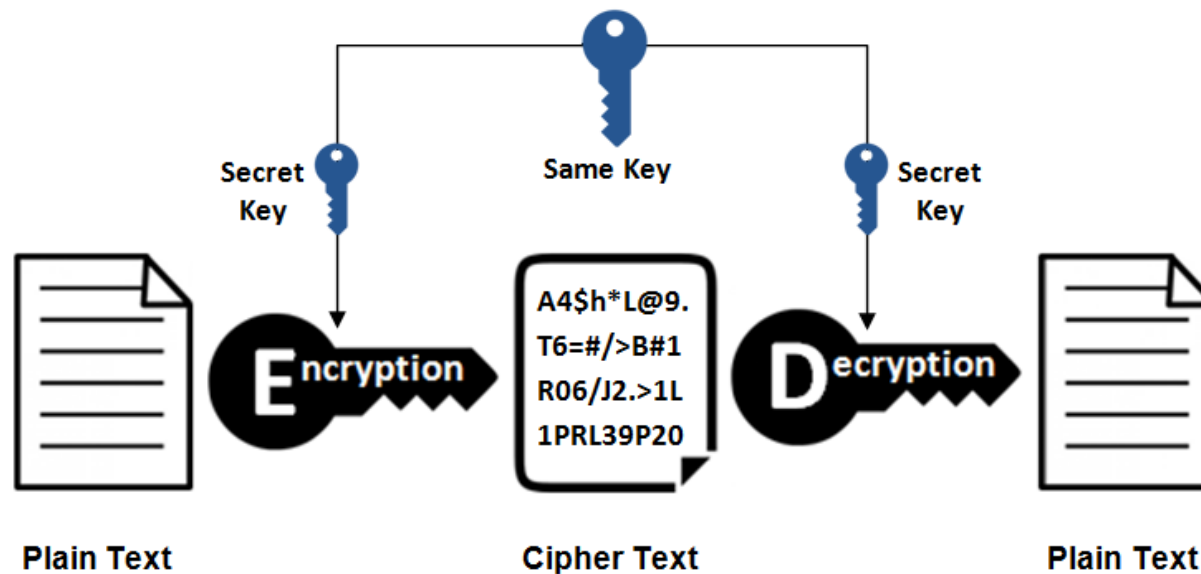 Same Key
Secret
Key
Secret
Key
Encryption
A4$h*L@9.
T6=#/>B#1
R06/J2.>1L
1PRL39P20
Decryption
Plain Text
Cipher Text
Plain Text